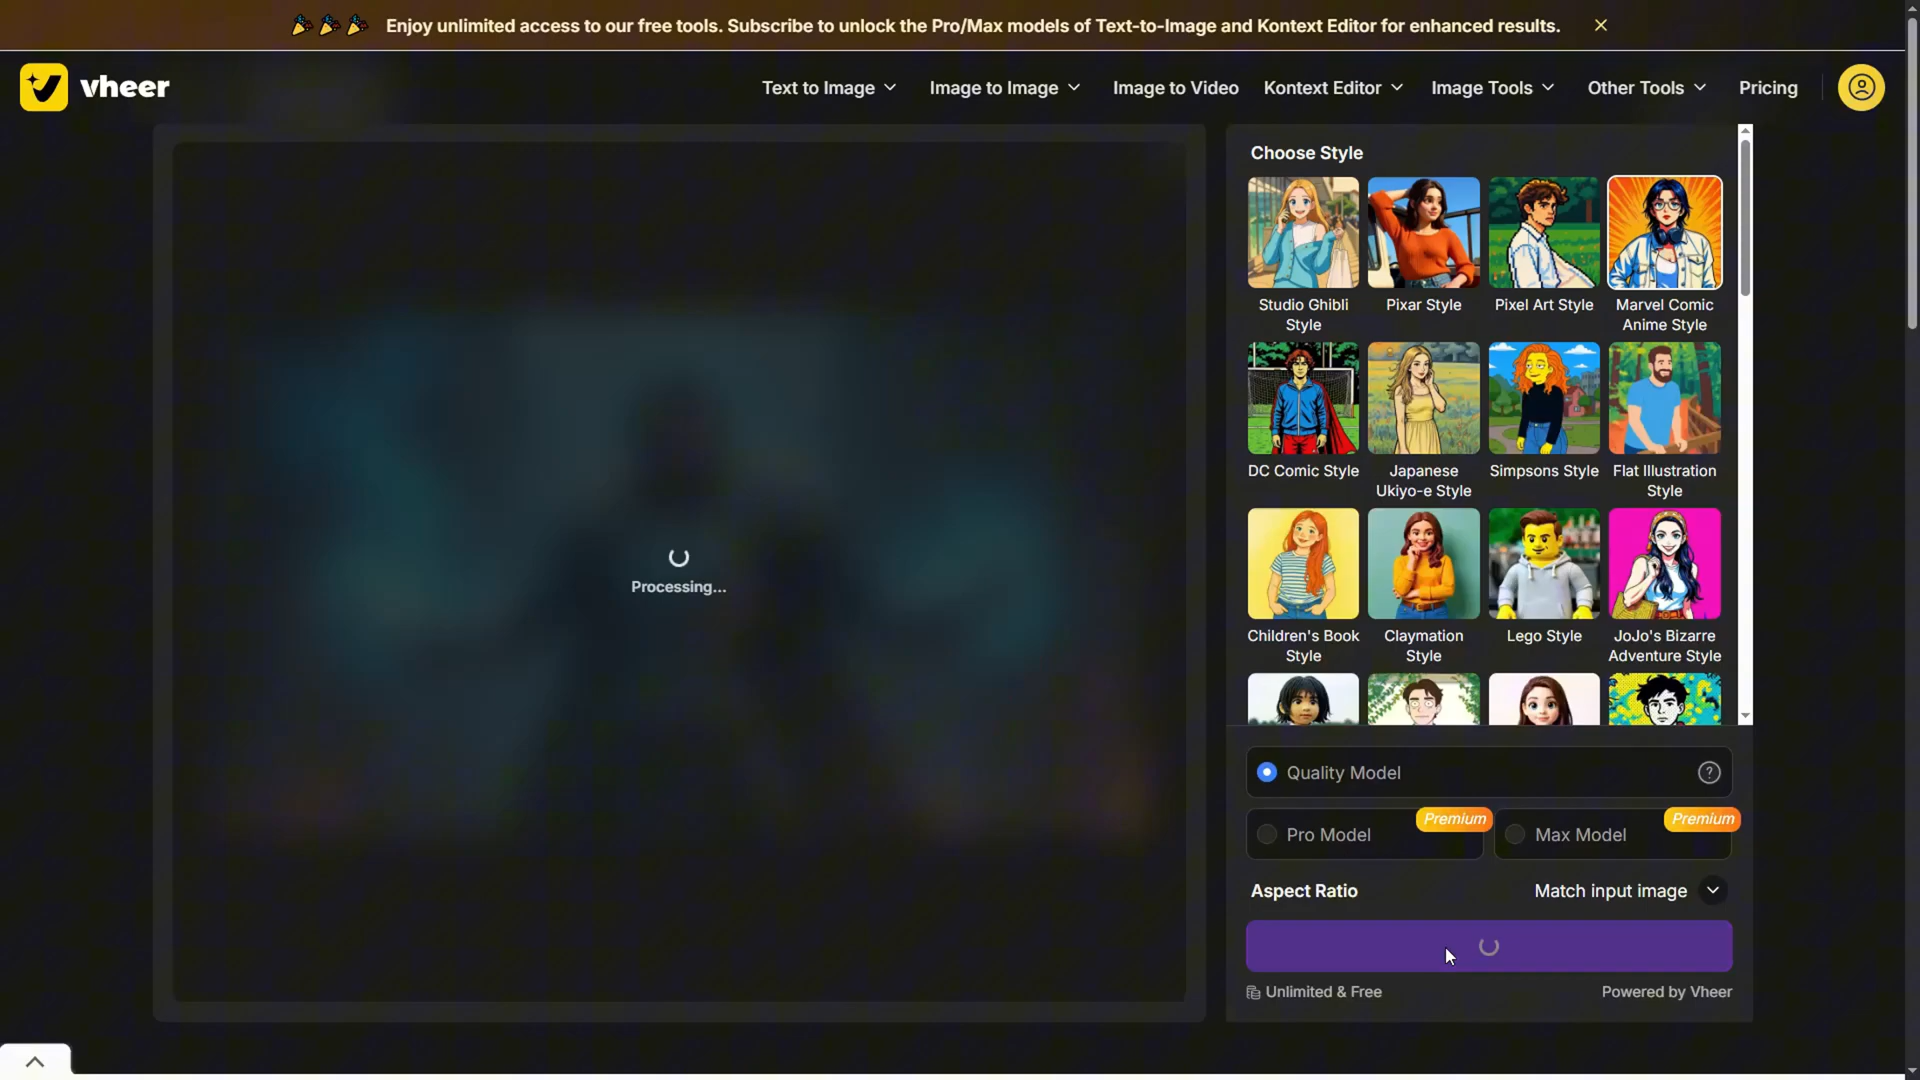 Enjoy unlimited access to our free tools. Subscribe to unlock the Pro/Max models of Text-to-Image and Kontext Editor for enhanced results.
vheer
Text to Image
Image to Image
Image to Video
Kontext Editor
Image Tools
Other Tools
Pricing
Processing...
Choose Style
Studio Ghibli
Style
Pixar Style
Pixel Art Style
Marvel Comic
Anime Style
DC Comic Style
Japanese
Ukiyo-e Style
Simpsons Style
Flat Illustration
Style
Children's Book
Style
Claymation
Style
Lego Style
JoJo's Bizarre
Adventure Style
Quality Model
?
Pro Model
Premium
Max Model
Premium
Aspect Ratio
Match input image
Unlimited & Free
Powered by Vheer